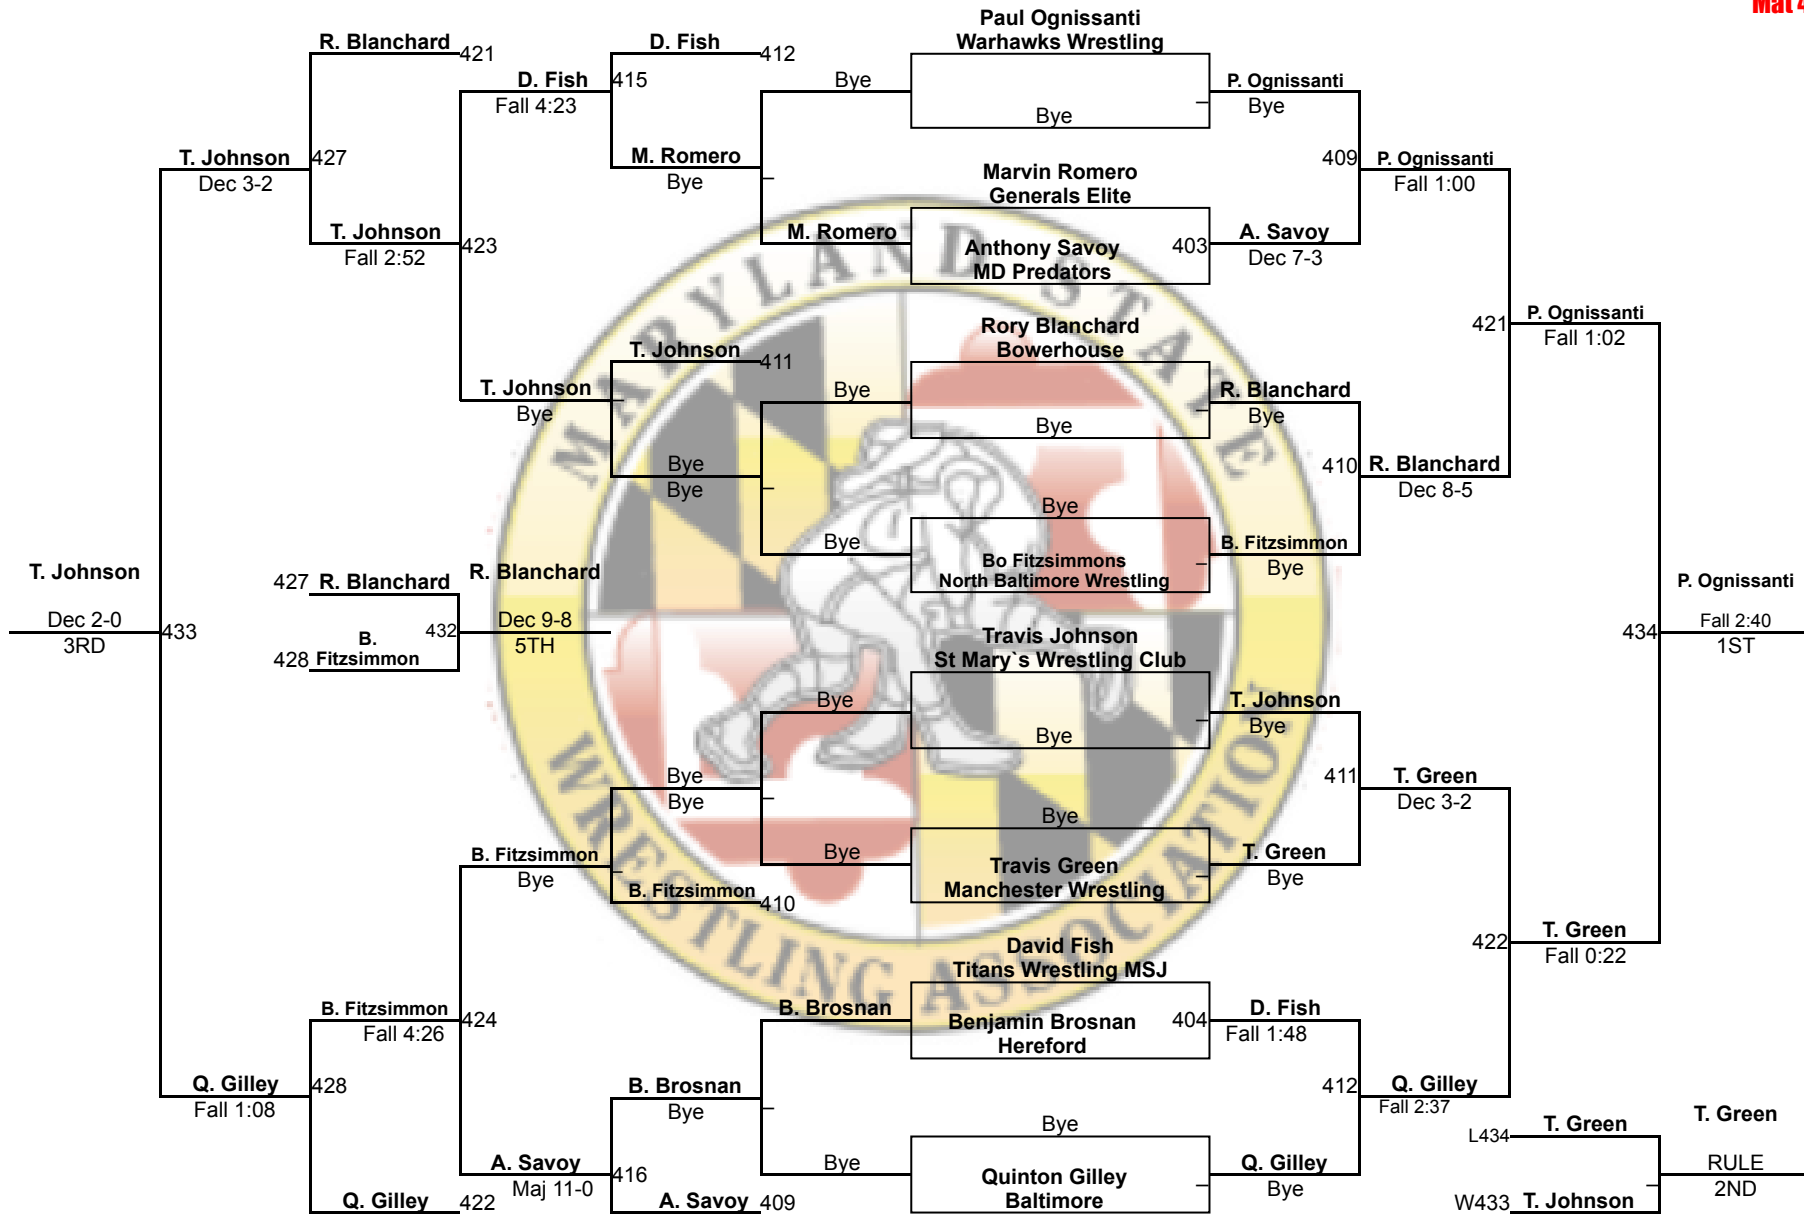 Mat 4
Paul Ognissanti
Warhawks Wrestling
R. Blanchard
421
D. Fish
412
D. Fish
415
Fall 4:23
Bye
Bye
P. Ognissanti
Bye
T. Johnson
427
Dec 3-2
M. Romero
Bye
Marvin Romero
Generals Elite
409
P. Ognissanti
Fall 1:00
T. Johnson
423
Fall 2:52
M. Romero
Anthony Savoy
MD Predators
403
A. Savoy
Dec 7-3
Rory Blanchard
Bowerhouse
421
P. Ognissanti
Fall 1:02
T. Johnson
411
T. Johnson
Bye
Bye
Bye
R. Blanchard
Bye
Bye
Bye
410
R. Blanchard
Dec 8-5
Bye
Bye
Bo Fitzsimmons
North Baltimore Wrestling
B. Fitzsimmon
Bye
T. Johnson
Dec 2-0
3RD
433
427
R. Blanchard
R. Blanchard
B.
Fitzsimmon
428
432
Dec 9-8
5TH
Travis Johnson
St Mary`s Wrestling Club
434
P. Ognissanti
Fall 2:40
1ST
Bye
Bye
T. Johnson
Bye
Bye
Bye
411
T. Green
Dec 3-2
Bye
Bye
Travis Green
Manchester Wrestling
T. Green
Bye
B. Fitzsimmon
Bye
B. Fitzsimmon
410
David Fish
Titans Wrestling MSJ
422
T. Green
Fall 0:22
B. Fitzsimmon
424
Fall 4:26
B. Brosnan
Benjamin Brosnan
Hereford
404
D. Fish
Fall 1:48
Q. Gilley
428
Fall 1:08
B. Brosnan
Bye
412
Q. Gilley
Fall 2:37
A. Savoy
416
Maj 11-0
Bye
Bye
Quinton Gilley
Baltimore
Q. Gilley
Bye
L434
T. Green
T. Green
RULE
2ND
Q. Gilley
422
A. Savoy
409
W433
T. Johnson
MARYLAND STATE
WRESTLING ASSOCIATION